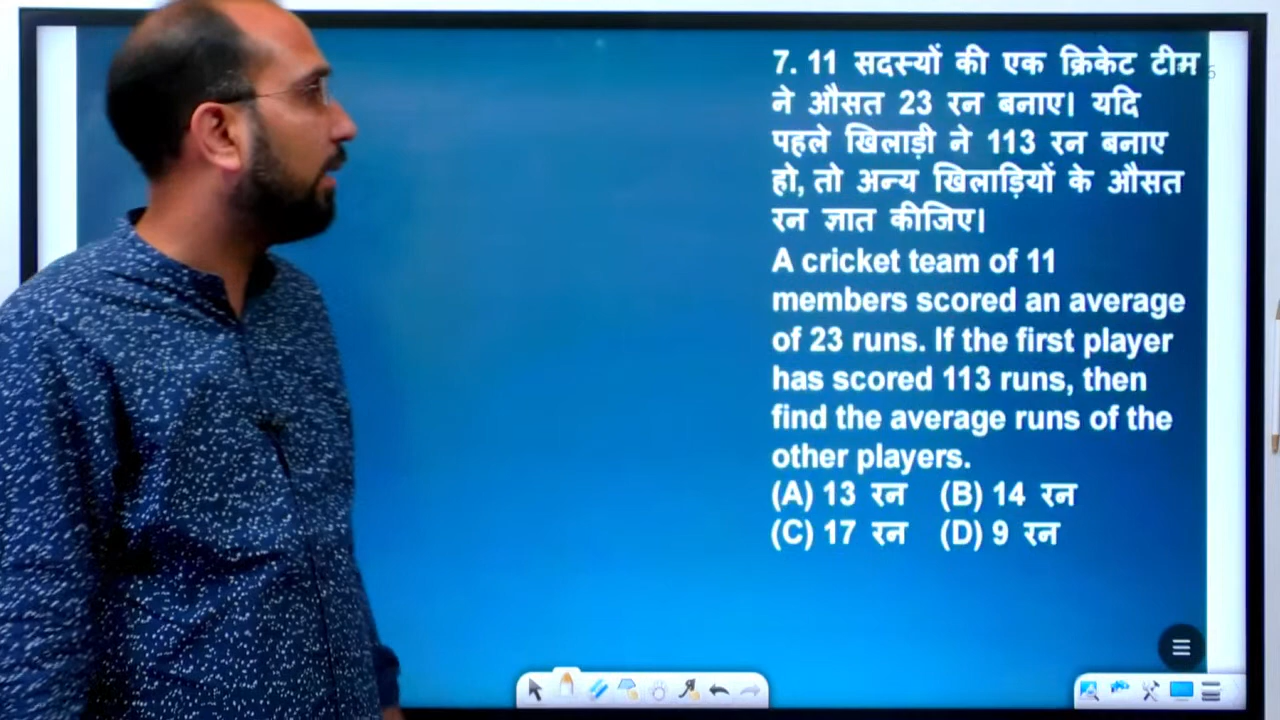 7. 11 सदस्यों की एक क्रिकेट टीम
ने औसत 23 रन बनाए। यदि
पहले खिलाड़ी ने 113 रन बनाए
हो, तो अन्य खिलाड़ियों के औसत
रन ज्ञात कीजिए।
A cricket team of 11
members scored an average
of 23 runs. If the first player
has scored 113 runs, then
find the average runs of the
other players.
(A) 13 रन (B) 14 रन
(C) 17 रन (D) 9 रन